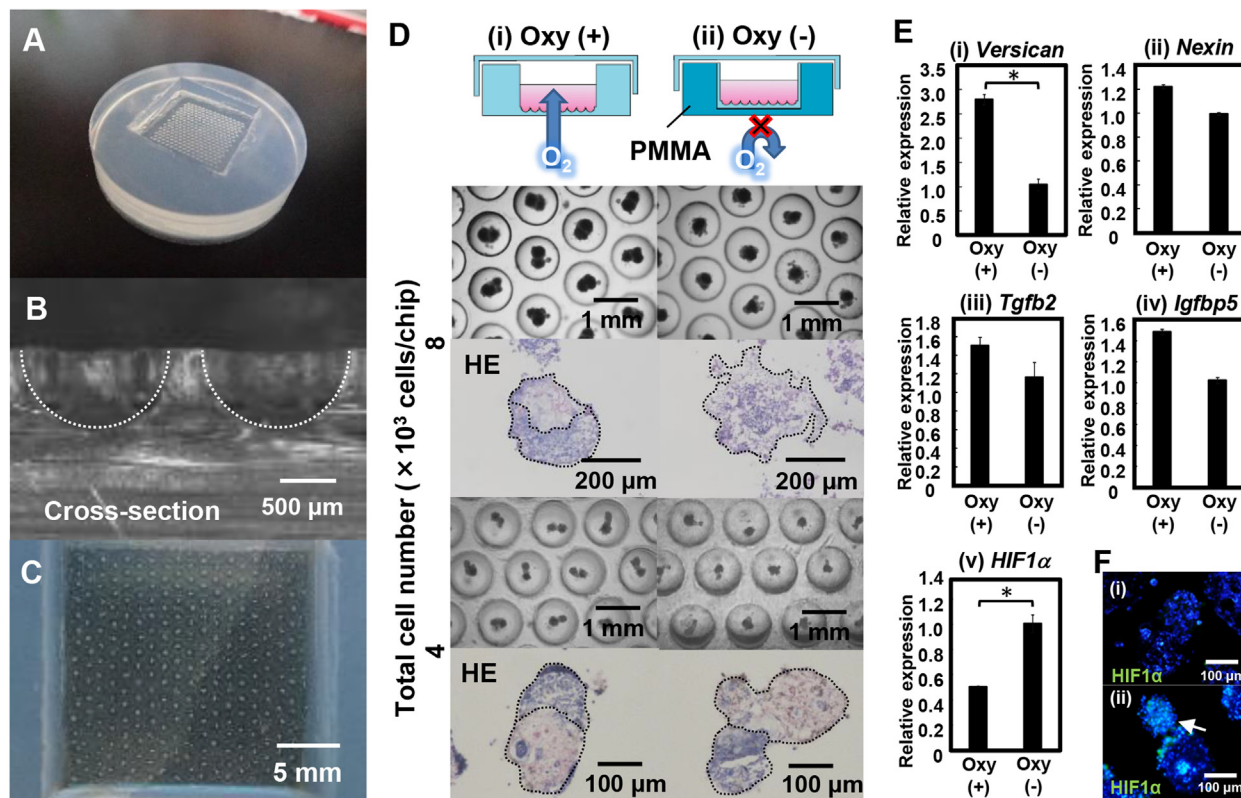 A
B
500 µm
Cross-section
C
5 mm
D
(i) Oxy (+)
(ii) Oxy (-)
PMMA
O2
O2
Total cell number (× 10³ cells/chip)
8
4
1 mm
1 mm
HE
200 µm
200 µm
1 mm
1 mm
HE
100 µm
100 µm
E
(i) Versican
*
Relative expression
3.5
3.0
2.5
2.0
1.5
1.0
0.5
0
Oxy
(+)
Oxy
(-)
(ii) Nexin
Relative expression
1.4
1.2
1.0
0.8
0.6
0.4
0.2
0
Oxy
(+)
Oxy
(-)
(iii) Tgfb2
Relative expression
1.8
1.6
1.4
1.2
1.0
0.8
0.6
0.4
0.2
0
Oxy
(+)
Oxy
(-)
(iv) Igfbp5
Relative expression
1.6
1.4
1.2
1.0
0.8
0.6
0.4
0.2
0
Oxy
(+)
Oxy
(-)
(v) HIF1α
*
Relative expression
1.4
1.2
1.0
0.8
0.6
0.4
0.2
0
Oxy
(+)
Oxy
(-)
F
(i)
HIF1α
100 µm
(ii)
HIF1α
100 µm